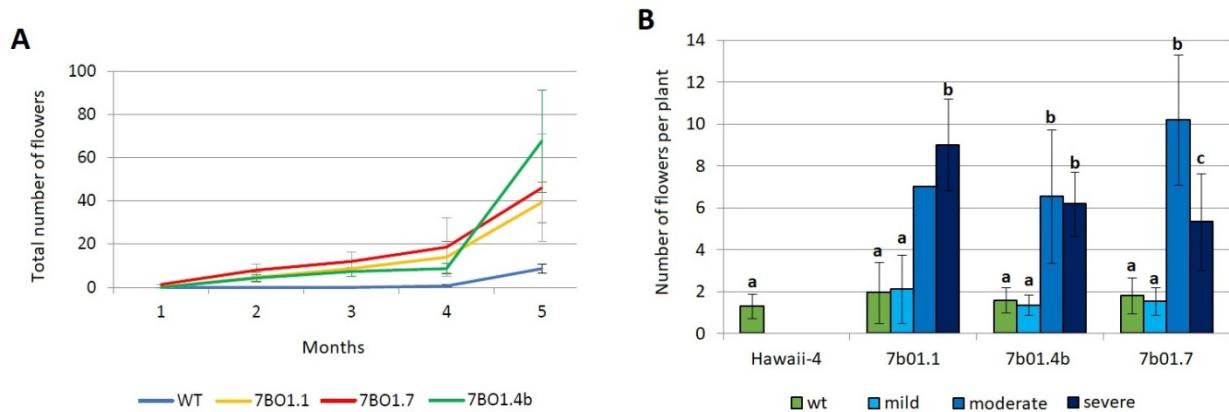 A
Total number of flowers
100
80
60
40
20
0
1 2 3 4 5
Months
WT 7BO1.1 7BO1.7 7BO1.4b
B
Number of flowers per plant
14
12
10
8
6
4
2
0
a
a a b
a a b b
a a b c
Hawaii-4 7b01.1 7b01.4b 7b01.7
wt mild moderate severe